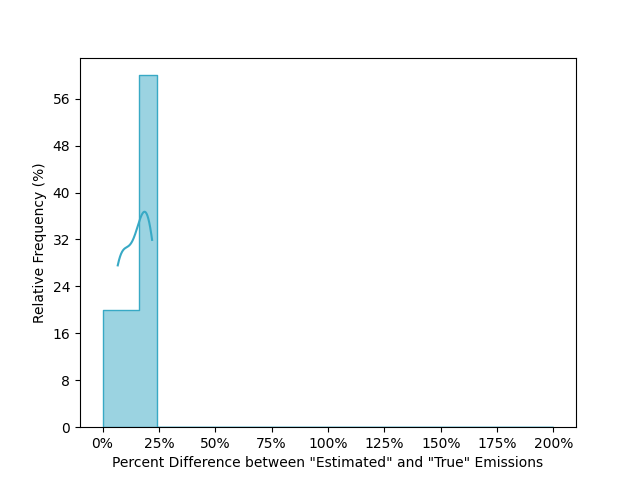 Relative Frequency (%)
56
48
40
32
24
16
8
0
0% 25% 50% 75% 100% 125% 150% 175% 200%
Percent Difference between "Estimated" and "True" Emissions